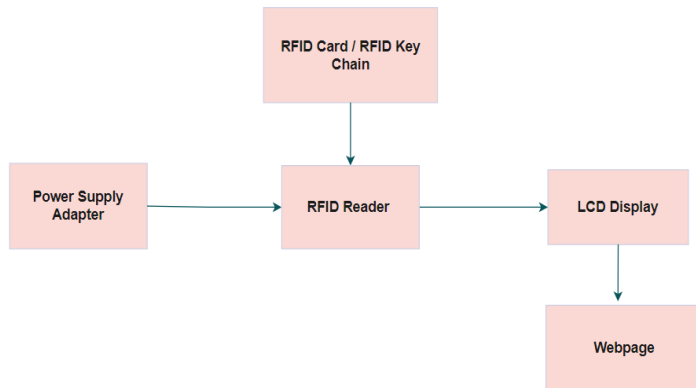 RFID Card / RFID Key
Chain
Power Supply
Adapter
RFID Reader
LCD Display
Webpage